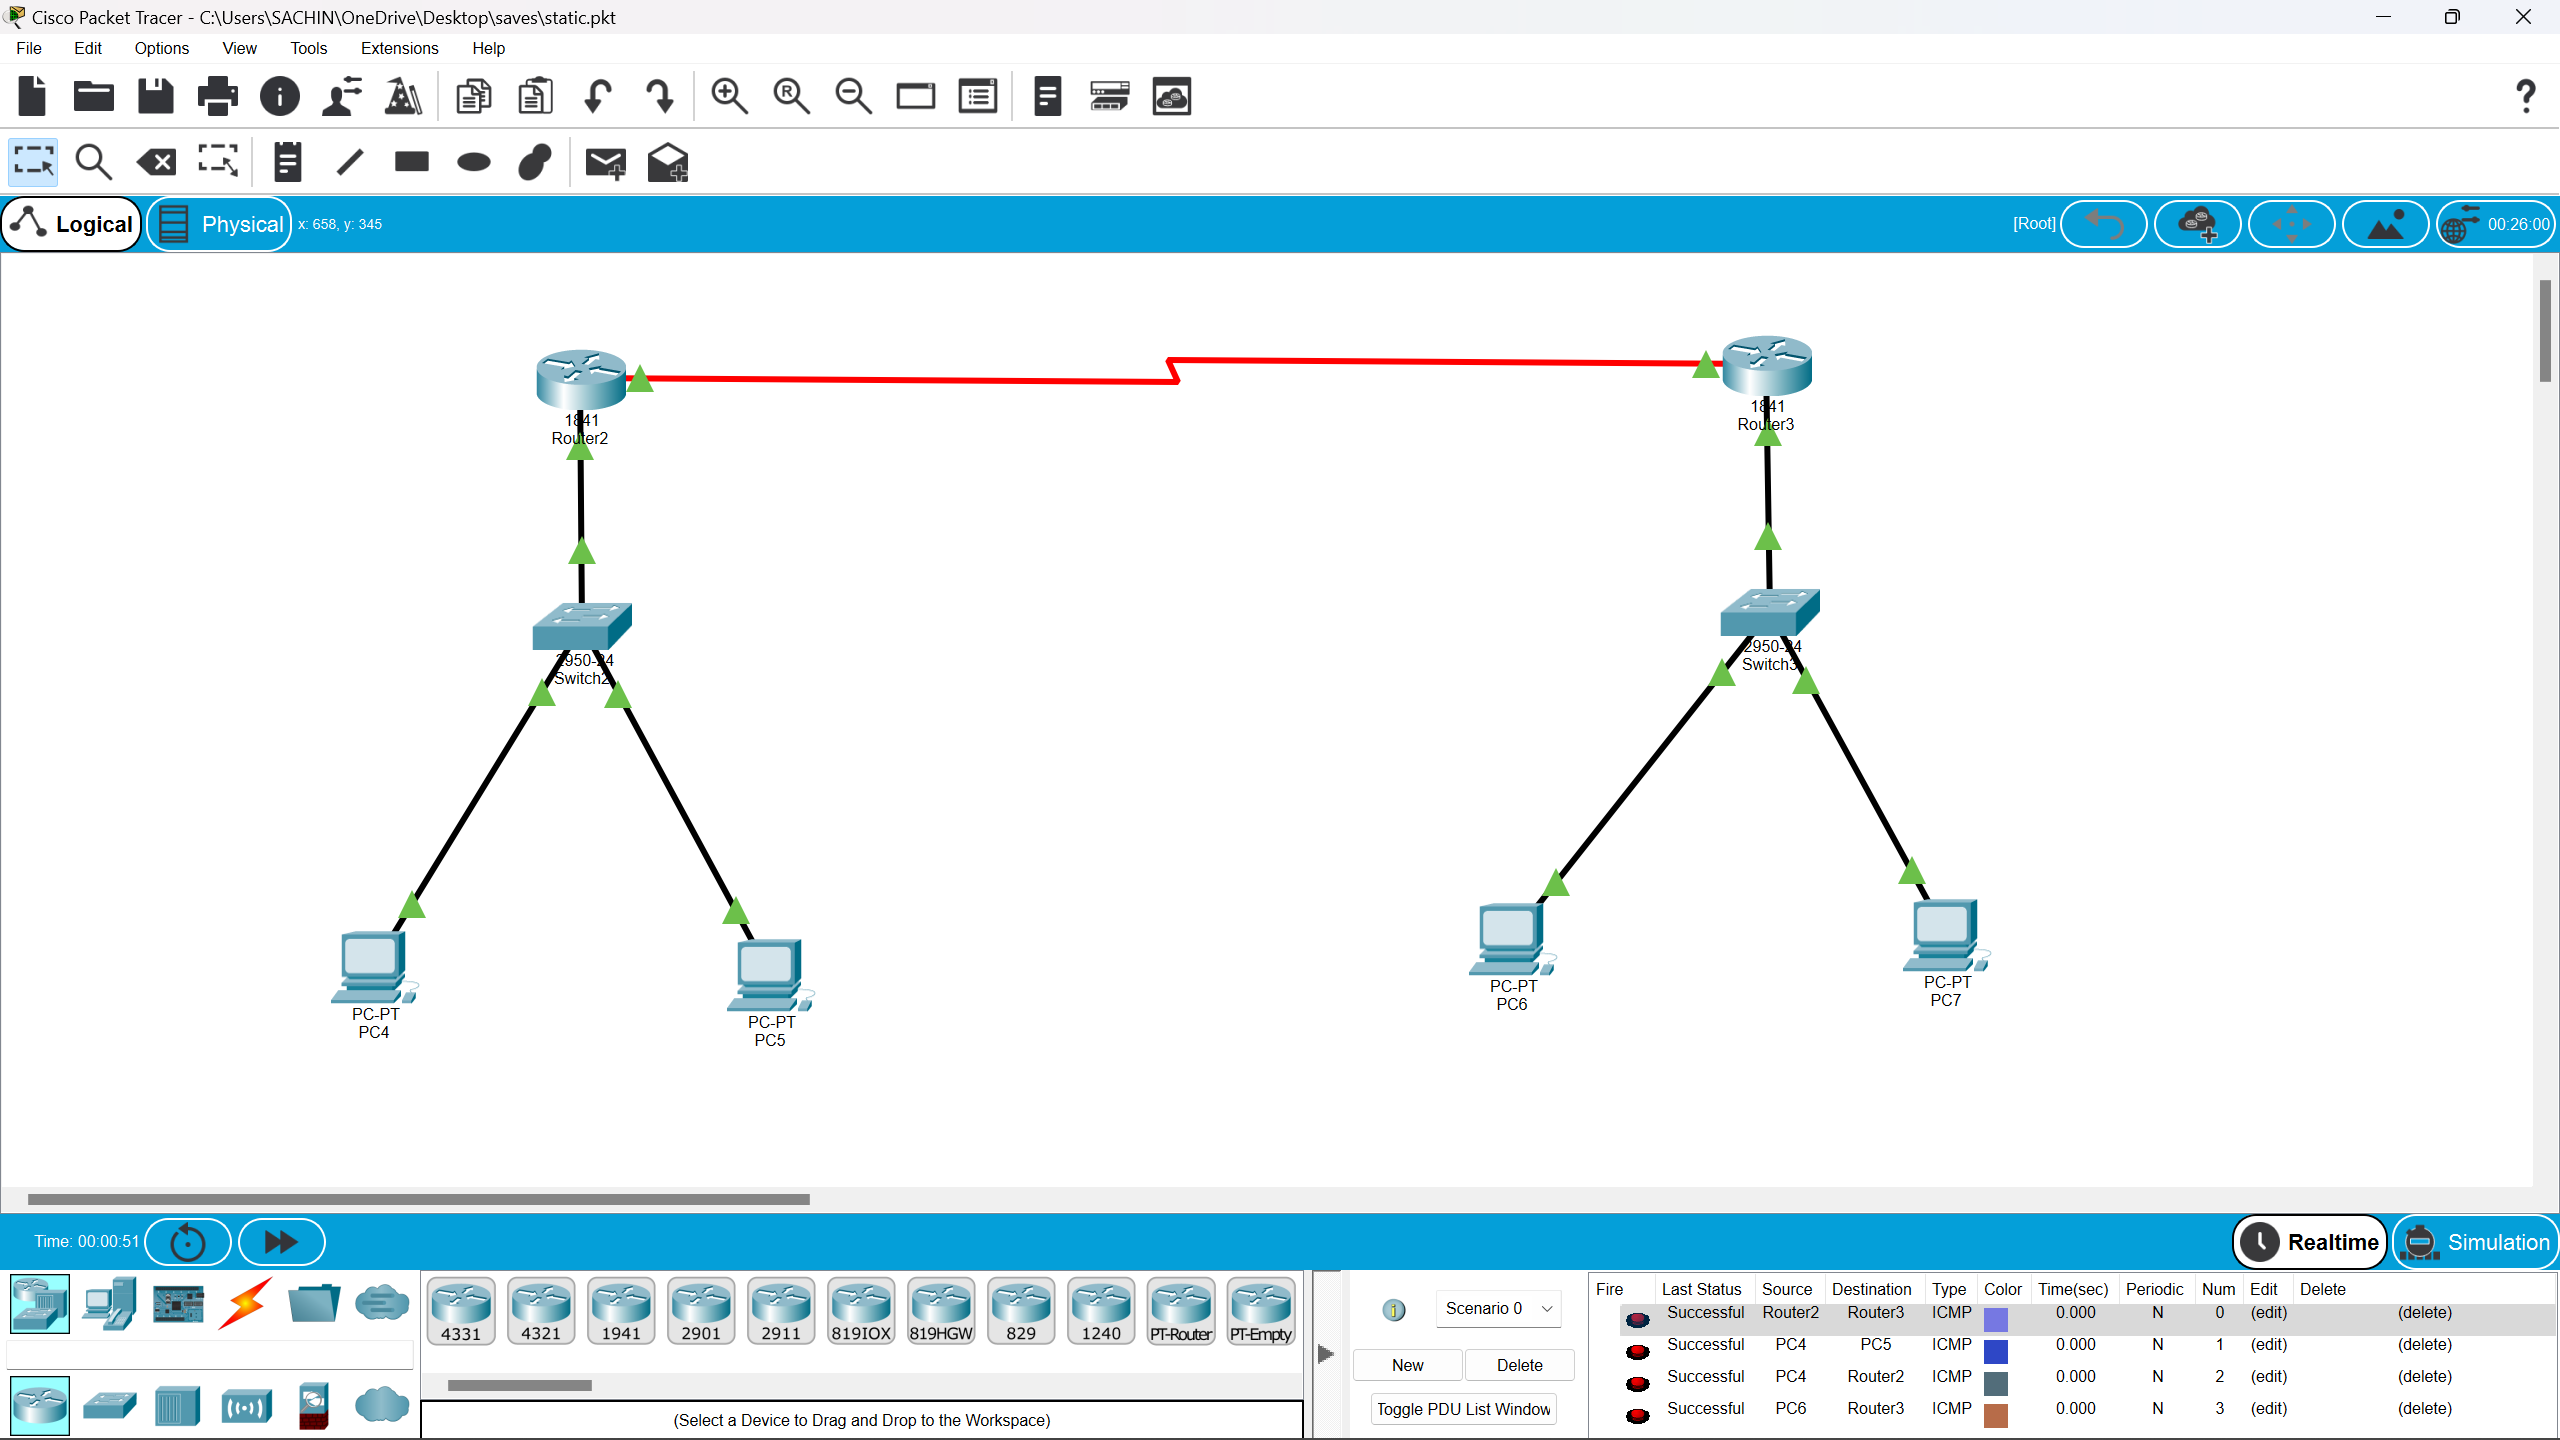 Cisco Packet Tracer - C:\Users\SACHIN\OneDrive\Desktop\saves\static.pkt
File Edit Options View Tools Extensions Help
Logical Physical x: 658, y: 345 [Root] 00:26:00
1841
Router2
1841
Router3
2950-24
Switch2
2950-24
Switch3
PC-PT
PC4
PC-PT
PC5
PC-PT
PC6
PC-PT
PC7
Time: 00:00:51 Realtime Simulation
4331 4321 1941 2901 2911 819IOX 819HGW 829 1240 PT-Router PT-Empty
(Select a Device to Drag and Drop to the Workspace)
Scenario 0
New Delete
Toggle PDU List Window
Fire Last Status Source Destination Type Color Time(sec) Periodic Num Edit Delete
Successful Router2 Router3 ICMP 0.000 N 0 (edit) (delete)
Successful PC4 PC5 ICMP 0.000 N 1 (edit) (delete)
Successful PC4 Router2 ICMP 0.000 N 2 (edit) (delete)
Successful PC6 Router3 ICMP 0.000 N 3 (edit) (delete)